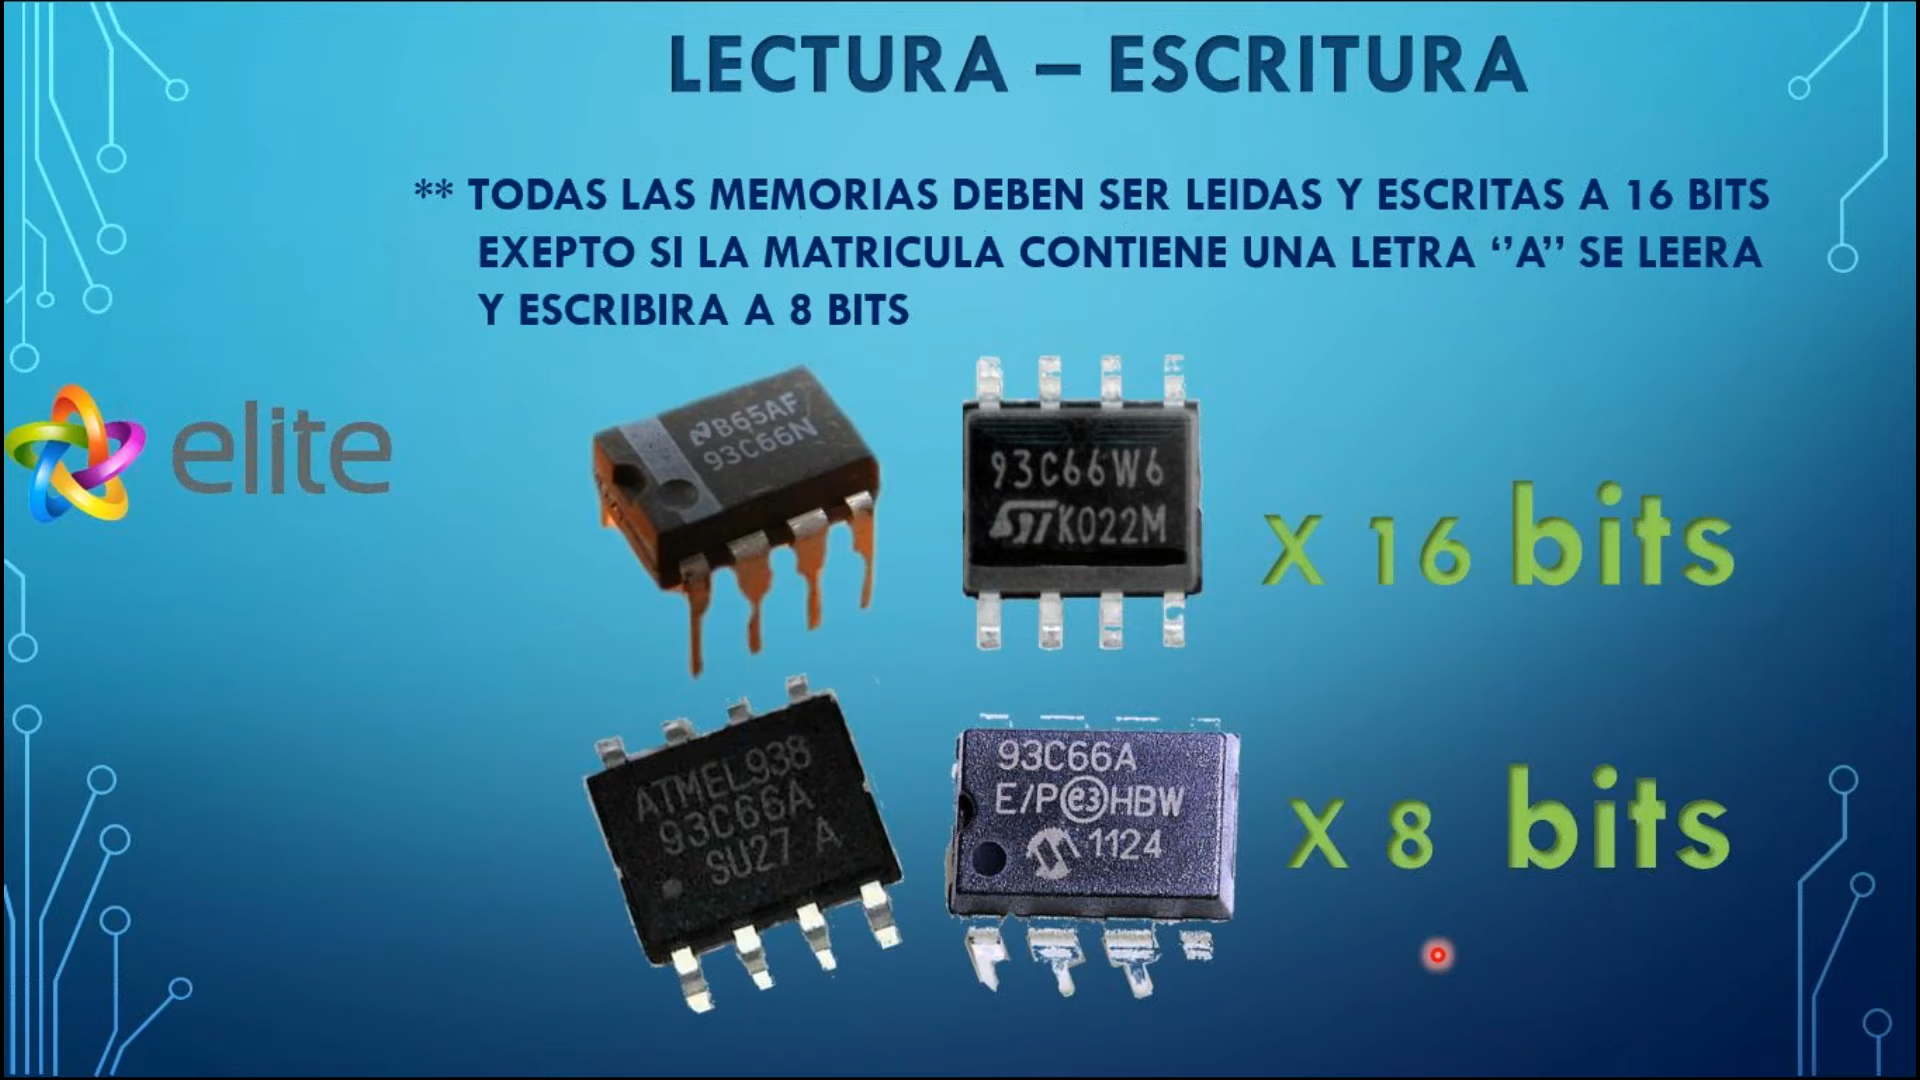 LECTURA – ESCRITURA
** TODAS LAS MEMORIAS DEBEN SER LEIDAS Y ESCRITAS A 16 BITS
EXEPTO SI LA MATRICULA CONTIENE UNA LETRA ‘’A’’ SE LEERA
Y ESCRIBIRA A 8 BITS
elite
B65AF
93C66N
93C66W6
ST K022M
X 16 bits
ATMEL938
93C66A
SU27 A
93C66A
E/P e3 HBW
1124
X 8 bits